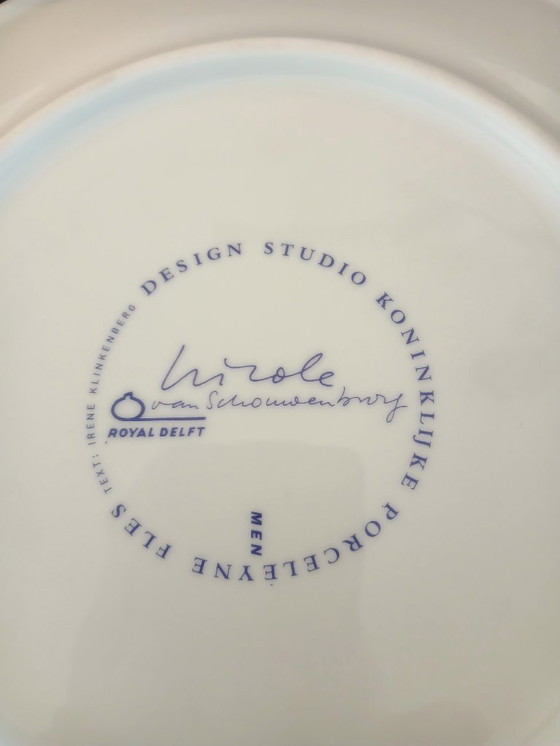 DESIGN STUDIO KONINKLIJKE PORCELEYNE FLES
TEXT: IRENE KLINKENBERG
Nicole
van Schouwenburg
ROYAL DELFT
MEN